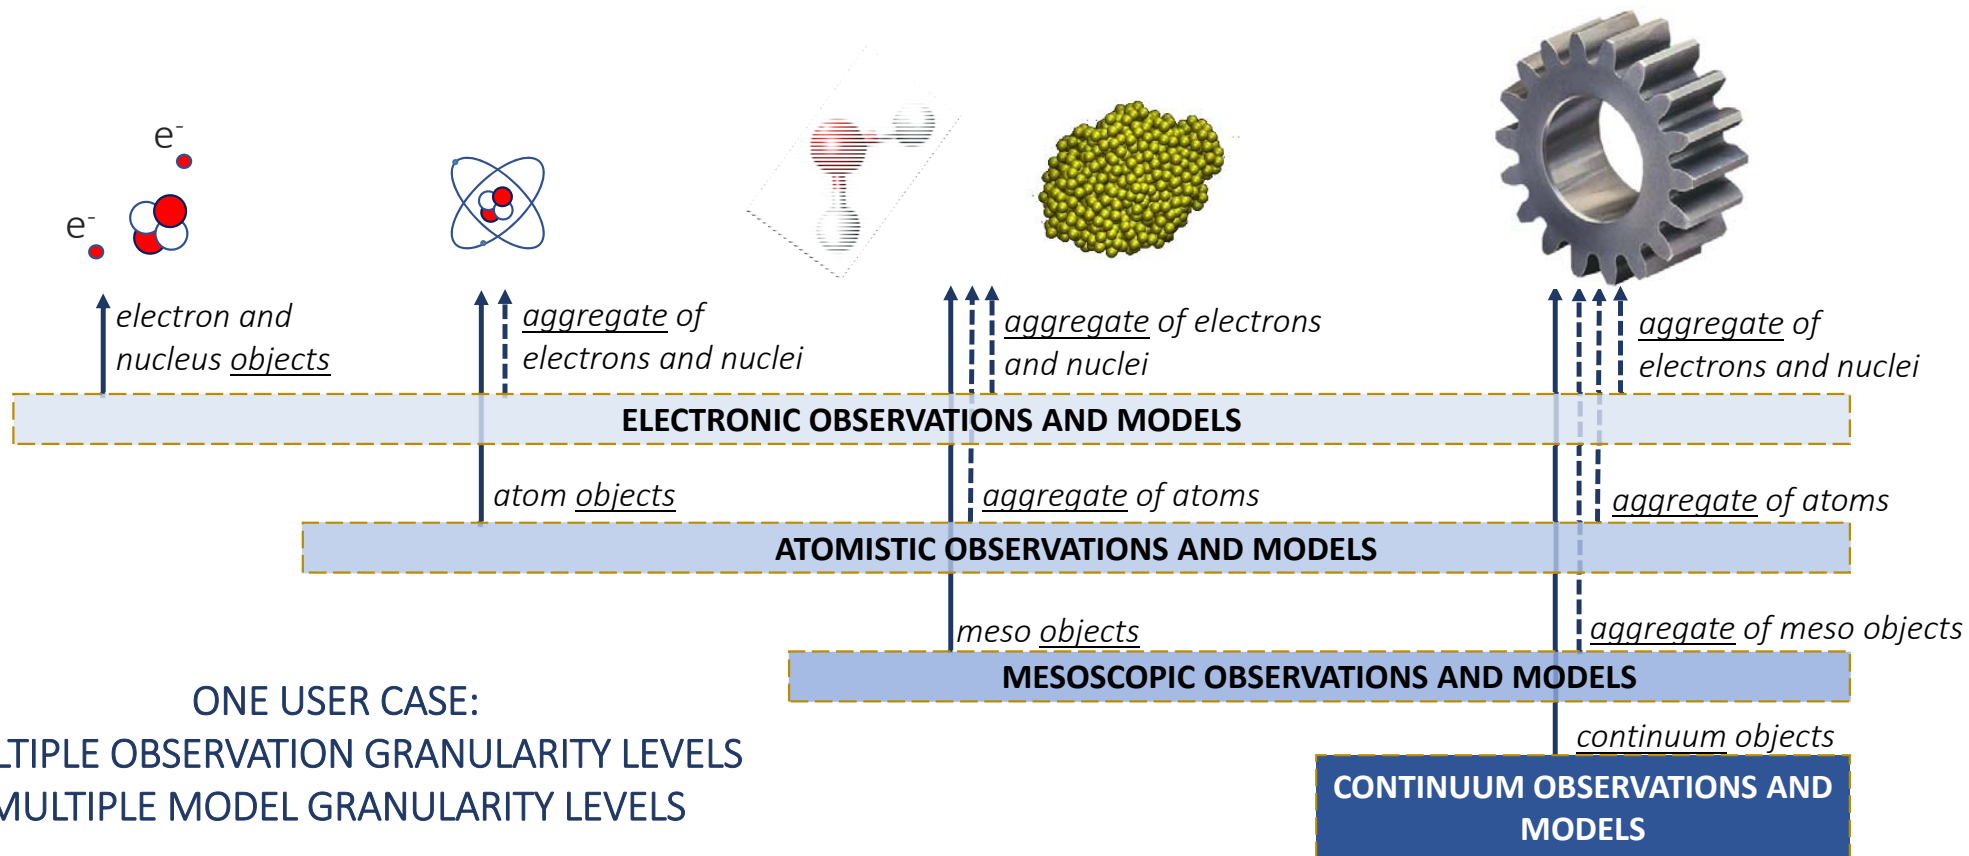 e-
e-
electron and
nucleus objects
aggregate of
electrons and nuclei
aggregate of electrons
and nuclei
aggregate of
electrons and nuclei
ELECTRONIC OBSERVATIONS AND MODELS
atom objects
aggregate of atoms
aggregate of atoms
ATOMISTIC OBSERVATIONS AND MODELS
meso objects
aggregate of meso objects
MESOSCOPIC OBSERVATIONS AND MODELS
continuum objects
CONTINUUM OBSERVATIONS AND
MODELS
ONE USER CASE:
LTIPLE OBSERVATION GRANULARITY LEVELS
MULTIPLE MODEL GRANULARITY LEVELS